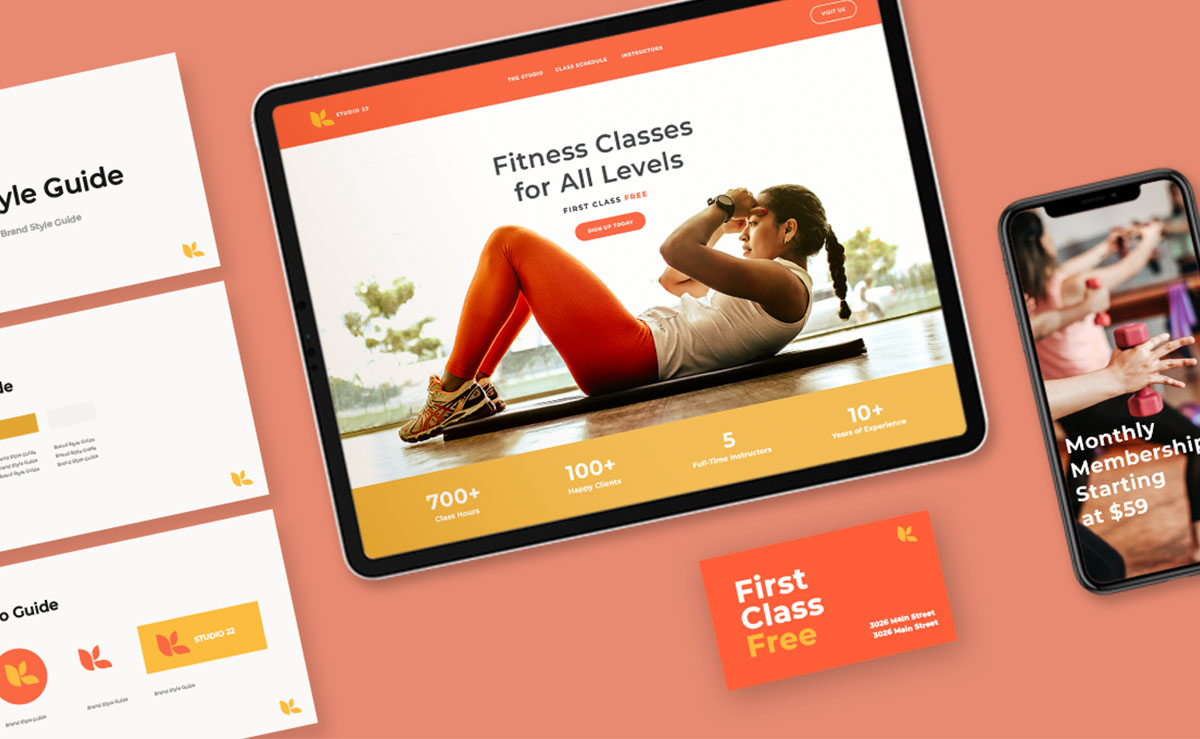 yle Guide
Brand Style Guide
de
Brand Style Guide
Brand Style Guide
Brand Style Guide
Brand Style Guide
Brand Style Guide
Brand Style Guide
o Guide
STUDIO 22
Brand Style Guide
Brand Style Guide
Brand Style Guide
STUDIO 22
THE STUDIO
CLASS SCHEDULE
INSTRUCTORS
VISIT US
Fitness Classes
for All Levels
FIRST CLASS FREE
SIGN UP TODAY
700+
Class Hours
100+
Happy Clients
5
Full-Time Instructors
10+
Years of Experience
First
Class
Free
3026 Main Street
3026 Main Street
Monthly
Membership
Starting
at $59